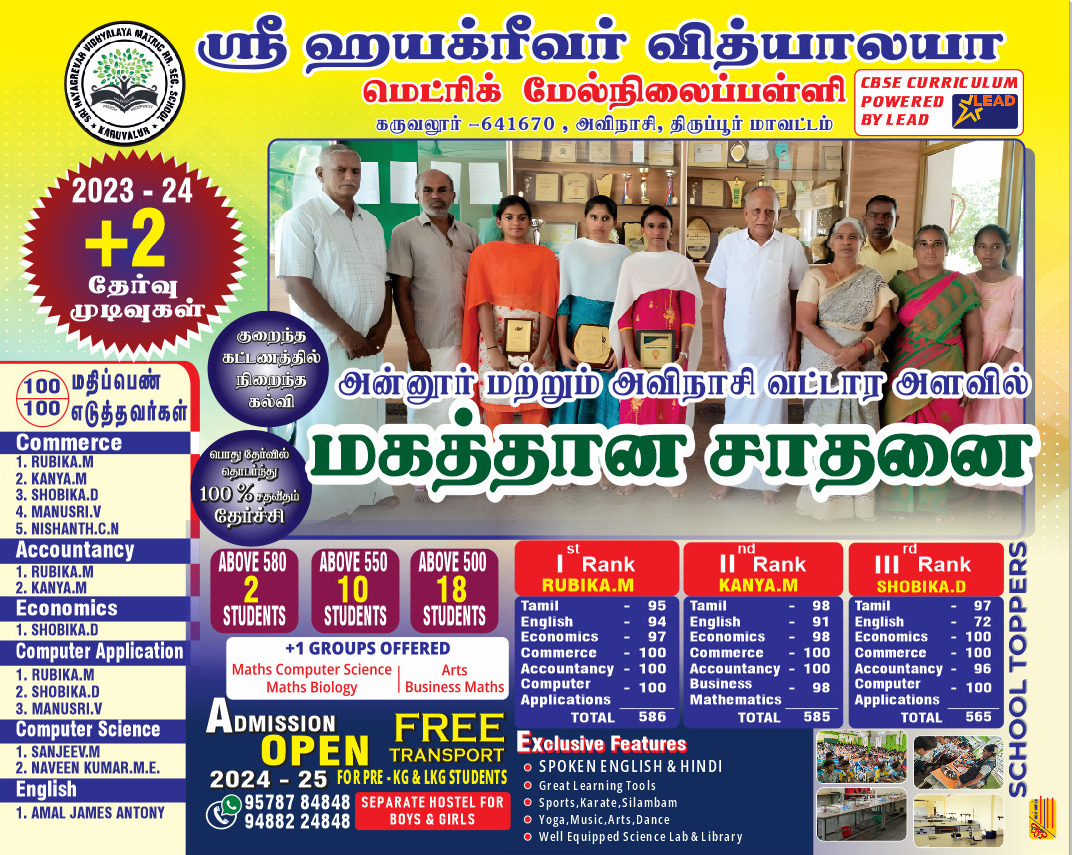 ஸ்ரீ ஹயக்ரீவர் வித்யாலயா
மெட்ரிக் மேல்நிலைப்பள்ளி
கருவலூர் -641670 , அவிநாசி, திருப்பூர் மாவட்டம்
SRI HAYAGREEVAR VIDHYALAYA MATRIC HR. SEC. SCHOOL
KARUVALUR
CBSE CURRICULUM
POWERED
BY LEAD
LEAD
2023 - 24
+2
தேர்வு
முடிவுகள்
குறைந்த
கட்டணத்தில்
நிறைந்த
கல்வி
பொது தேர்வில்
தொடர்ந்து
100 % சதவீதம்
தேர்ச்சி
அன்னூர் மற்றும் அவிநாசி வட்டார அளவில்
மகத்தான சாதனை
100
100
மதிப்பெண்
எடுத்தவர்கள்
Commerce
1. RUBIKA.M
2. KANYA.M
3. SHOBIKA.D
4. MANUSRI.V
5. NISHANTH.C.N
Accountancy
1. RUBIKA.M
2. KANYA.M
Economics
1. SHOBIKA.D
Computer Application
1. RUBIKA.M
2. SHOBIKA.D
3. MANUSRI.V
Computer Science
1. SANJEEV.M
2. NAVEEN KUMAR.M.E.
English
1. AMAL JAMES ANTONY
ABOVE 580
2
STUDENTS
ABOVE 550
10
STUDENTS
ABOVE 500
18
STUDENTS
+1 GROUPS OFFERED
Maths Computer Science
Maths Biology
Arts
Business Maths
Ist Rank
RUBIKA.M
Tamil - 95
English - 94
Economics - 97
Commerce - 100
Accountancy - 100
Computer
Applications - 100
TOTAL 586
IInd Rank
KANYA.M
Tamil - 98
English - 91
Economics - 98
Commerce - 100
Accountancy - 100
Business
Mathematics - 98
TOTAL 585
IIIrd Rank
SHOBIKA.D
Tamil - 97
English - 72
Economics - 100
Commerce - 100
Accountancy - 96
Computer
Applications - 100
TOTAL 565
SCHOOL TOPPERS
ADMISSION
OPEN
2024 - 25
FREE
TRANSPORT
FOR PRE - KG & LKG STUDENTS
95787 84848
94882 24848
SEPARATE HOSTEL FOR
BOYS & GIRLS
Exclusive Features
SPOKEN ENGLISH & HINDI
Great Learning Tools
Sports,Karate,Silambam
Yoga,Music,Arts,Dance
Well Equipped Science Lab & Library